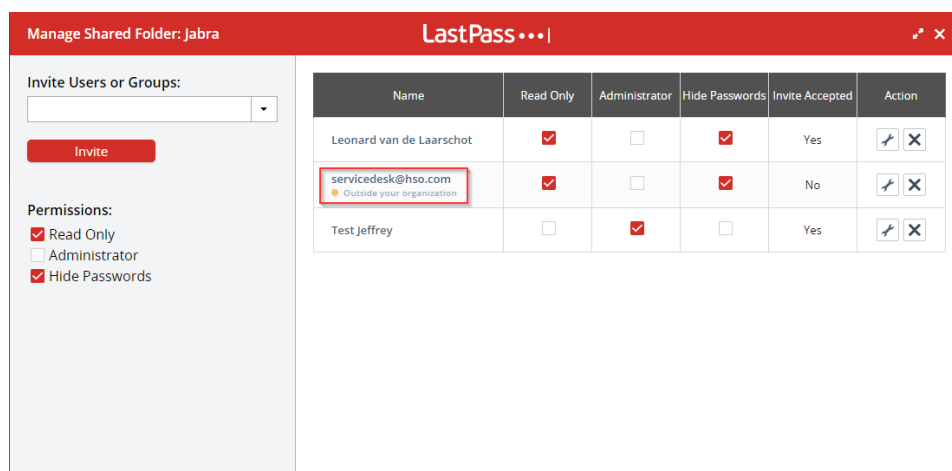 Manage Shared Folder: Jabra
LastPass •••|
Invite Users or Groups:
Invite
Permissions:
Read Only
Administrator
Hide Passwords
Name Read Only Administrator Hide Passwords Invite Accepted Action
Leonard van de Laarschot Yes
servicedesk@hso.com No
Outside your organization
Test Jeffrey Yes